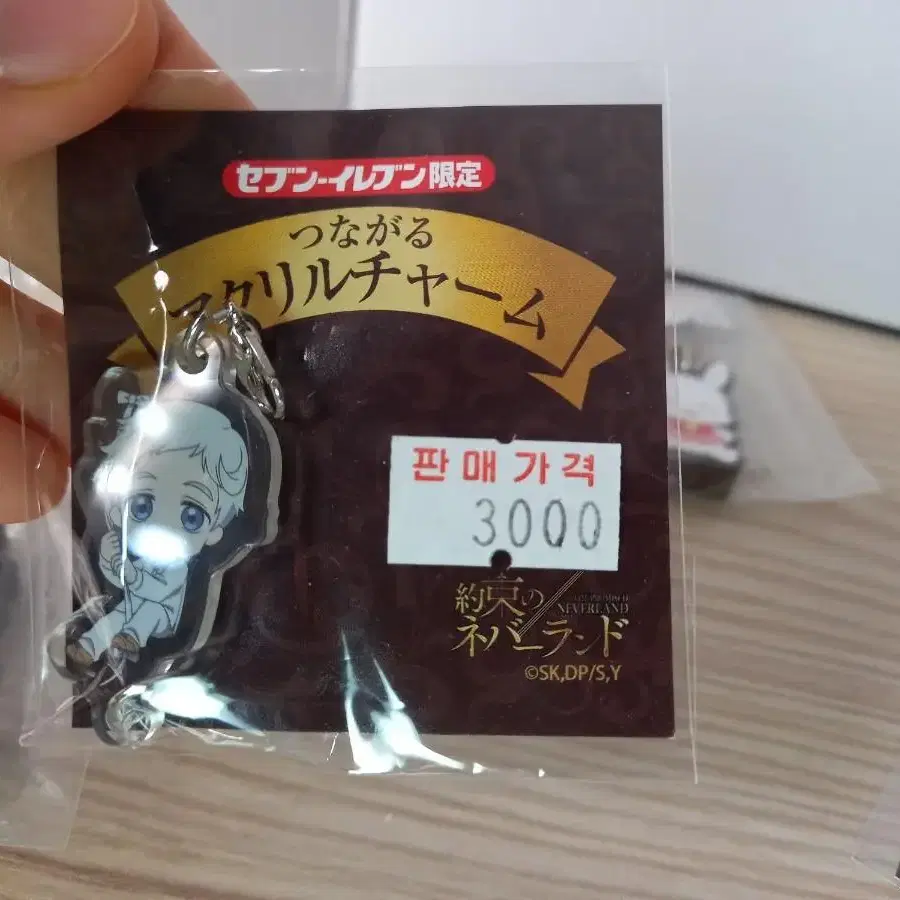 セブン-イレブン限定
つながる
アクリルチャーム
판매가격
3000
約束の
NEVERLAND
ネバーランド
©SK,DP/S,Y